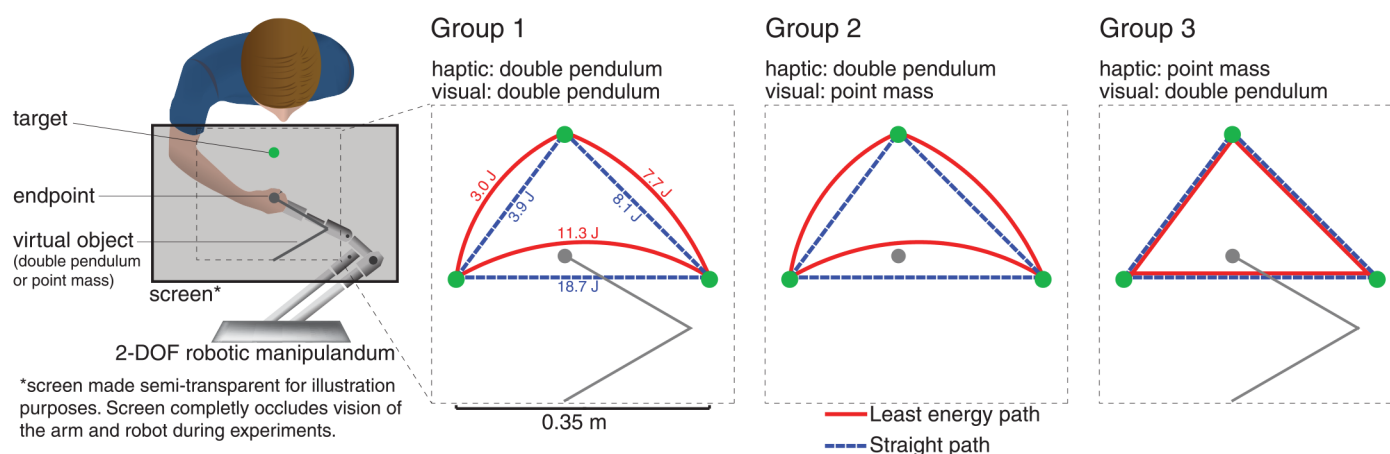 target
endpoint
virtual object
(double pendulum
or point mass)
screen*
2-DOF robotic manipulandum
*screen made semi-transparent for illustration
purposes. Screen completly occludes vision of
the arm and robot during experiments.
Group 1
haptic: double pendulum
visual: double pendulum
3.0 J
3.9 J
7.7 J
8.1 J
11.3 J
18.7 J
0.35 m
Group 2
haptic: double pendulum
visual: point mass
Group 3
haptic: point mass
visual: double pendulum
Least energy path
Straight path